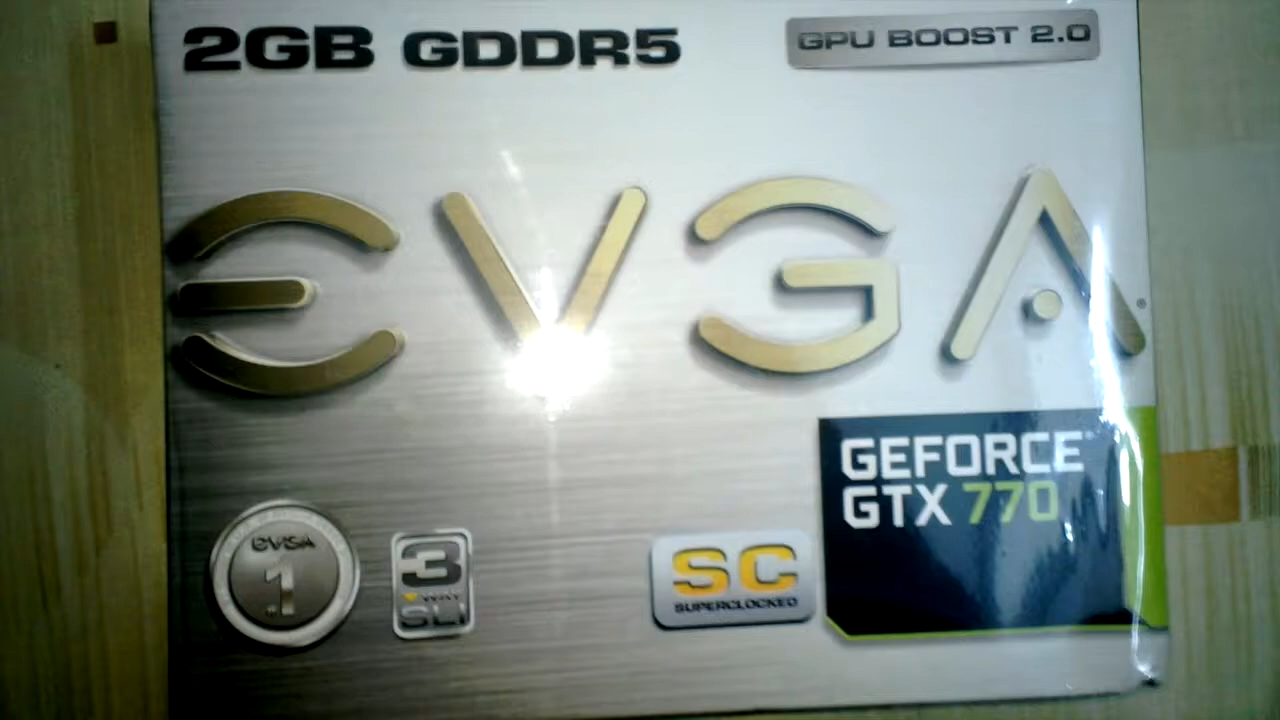 2GB GDDR5
GPU BOOST 2.0
EVGA®
GEFORCE
GTX 770
EVGA
.1
3
WAY
SLI
SC
SUPERCLOCKED